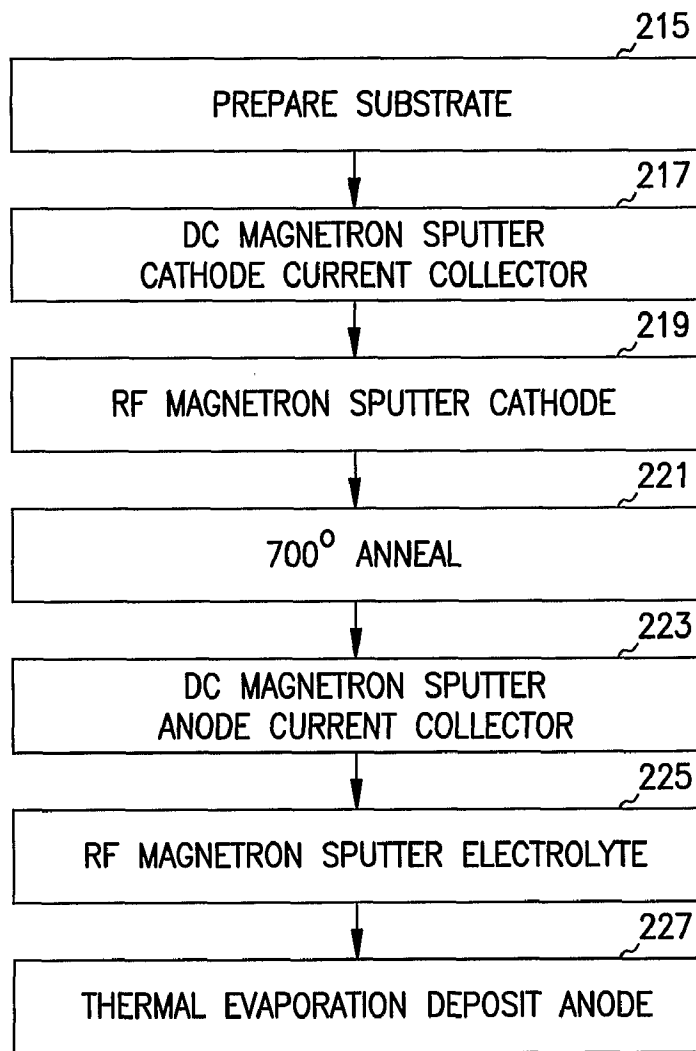 215
PREPARE SUBSTRATE
217
DC MAGNETRON SPUTTER
CATHODE CURRENT COLLECTOR
219
RF MAGNETRON SPUTTER CATHODE
221
700° ANNEAL
223
DC MAGNETRON SPUTTER
ANODE CURRENT COLLECTOR
225
RF MAGNETRON SPUTTER ELECTROLYTE
227
THERMAL EVAPORATION DEPOSIT ANODE